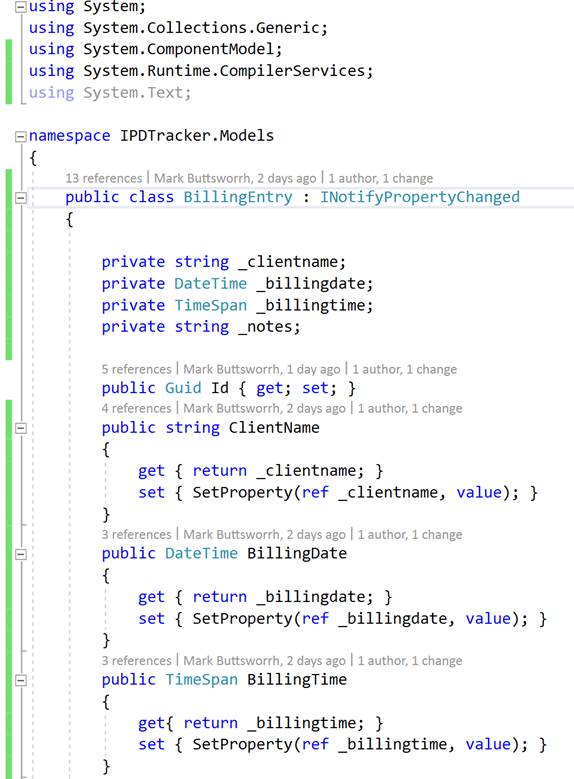 using System;
using System.Collections.Generic;
using System.ComponentModel;
using System.Runtime.CompilerServices;
using System.Text;
namespace IPDTracker.Models
{
13 references | Mark Buttsworrh, 2 days ago | 1 author, 1 change
public class BillingEntry : INotifyPropertyChanged
{
private string _clientname;
private DateTime _billingdate;
private TimeSpan _billingtime;
private string _notes;
5 references | Mark Buttsworrh, 1 day ago | 1 author, 1 change
public Guid Id { get; set; }
4 references | Mark Buttsworrh, 2 days ago | 1 author, 1 change
public string ClientName
{
get { return _clientname; }
set { SetProperty(ref _clientname, value); }
}
3 references | Mark Buttsworrh, 2 days ago | 1 author, 1 change
public DateTime BillingDate
{
get { return _billingdate; }
set { SetProperty(ref _billingdate, value); }
}
3 references | Mark Buttsworrh, 2 days ago | 1 author, 1 change
public TimeSpan BillingTime
{
get{ return _billingtime; }
set { SetProperty(ref _billingtime, value); }
}